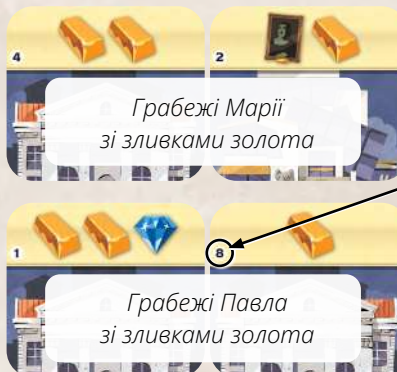 4
2
Грабежі Марії
зі зливками золота
1
8
Грабежі Павла
зі зливками золота